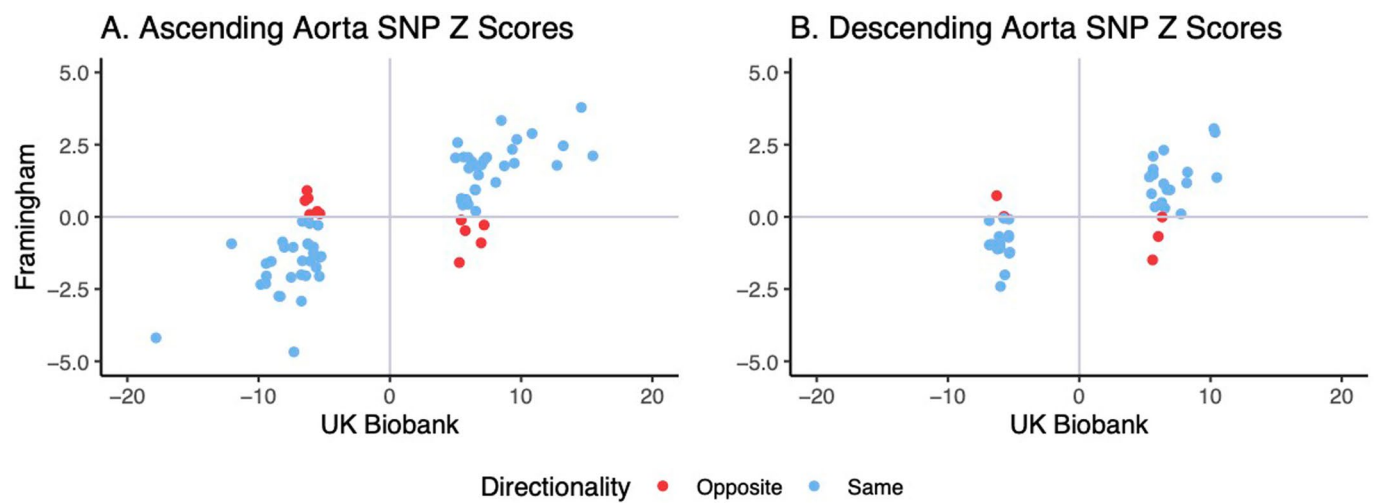 A. Ascending Aorta SNP Z Scores
5.0
2.5
0.0
−2.5
−5.0
Framingham
−20 −10 0 10 20
UK Biobank
B. Descending Aorta SNP Z Scores
5.0
2.5
0.0
−2.5
−5.0
−20 −10 0 10 20
UK Biobank
Directionality Opposite Same